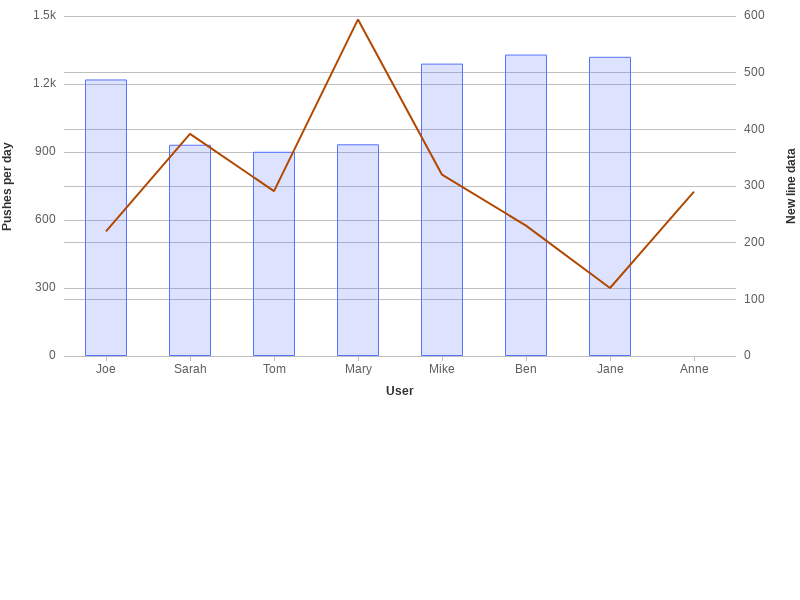 1.5k
1.2k
900
600
300
0
Pushes per day
600
500
400
300
200
100
0
New line data
Joe Sarah Tom Mary Mike Ben Jane Anne
User